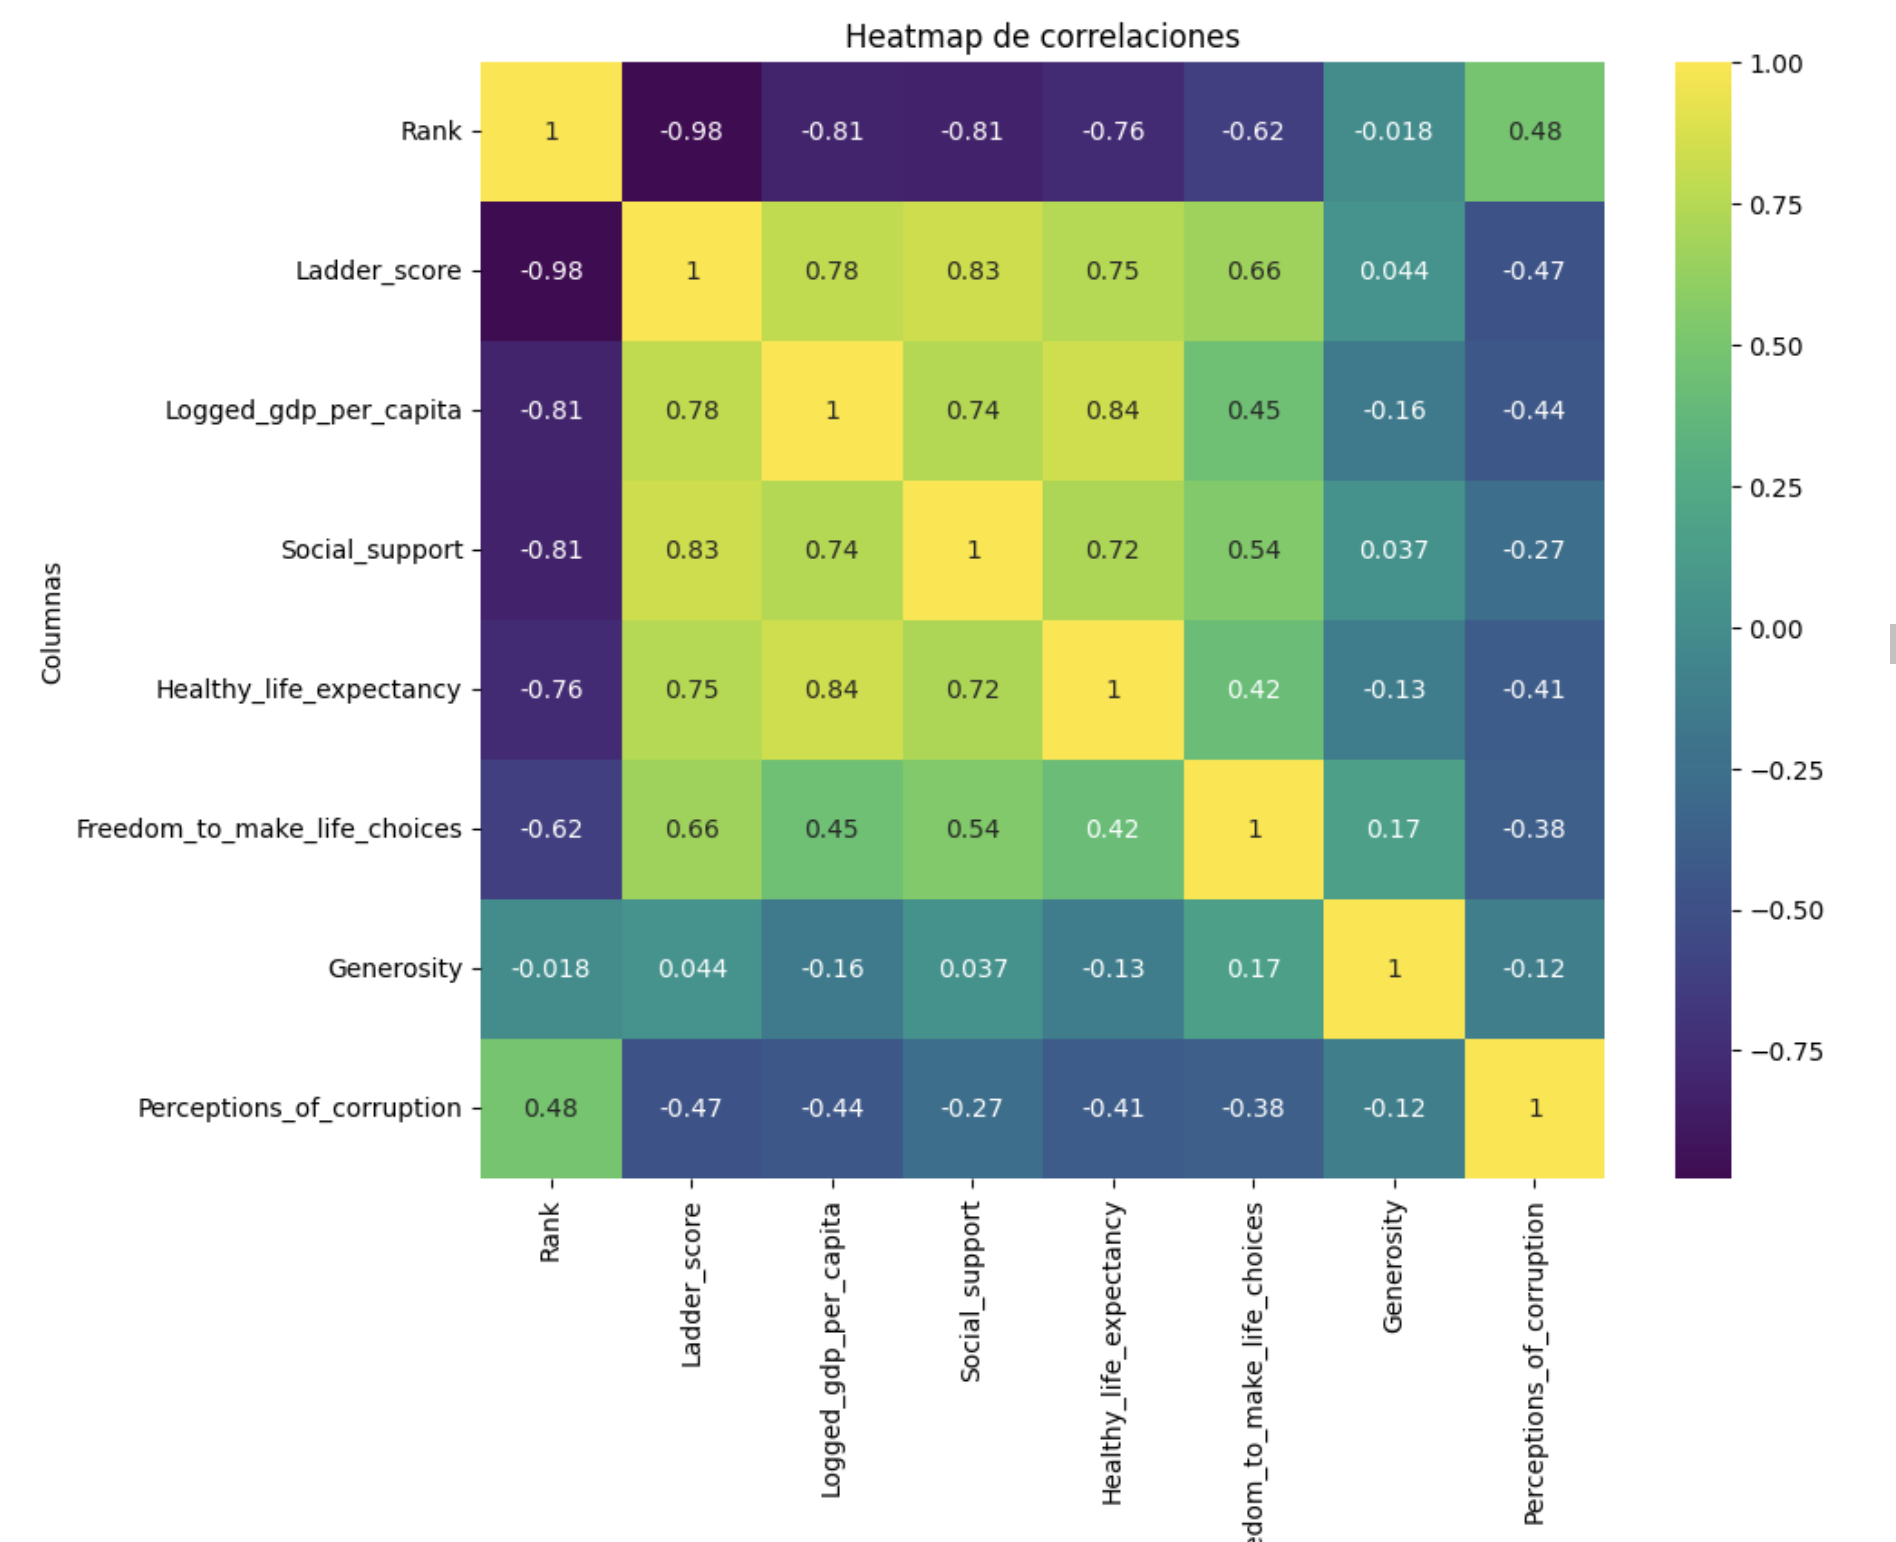 Heatmap de correlaciones
Rank 1 -0.98 -0.81 -0.81 -0.76 -0.62 -0.018 0.48
Ladder_score -0.98 1 0.78 0.83 0.75 0.66 0.044 -0.47
Logged_gdp_per_capita -0.81 0.78 1 0.74 0.84 0.45 -0.16 -0.44
Social_support -0.81 0.83 0.74 1 0.72 0.54 0.037 -0.27
Healthy_life_expectancy -0.76 0.75 0.84 0.72 1 0.42 -0.13 -0.41
Freedom_to_make_life_choices -0.62 0.66 0.45 0.54 0.42 1 0.17 -0.38
Generosity -0.018 0.044 -0.16 0.037 -0.13 0.17 1 -0.12
Perceptions_of_corruption 0.48 -0.47 -0.44 -0.27 -0.41 -0.38 -0.12 1
Columnas
Rank
Ladder_score
Logged_gdp_per_capita
Social_support
Healthy_life_expectancy
edom_to_make_life_choices
Generosity
Perceptions_of_corruption
1.00
0.75
0.50
0.25
0.00
−0.25
−0.50
−0.75